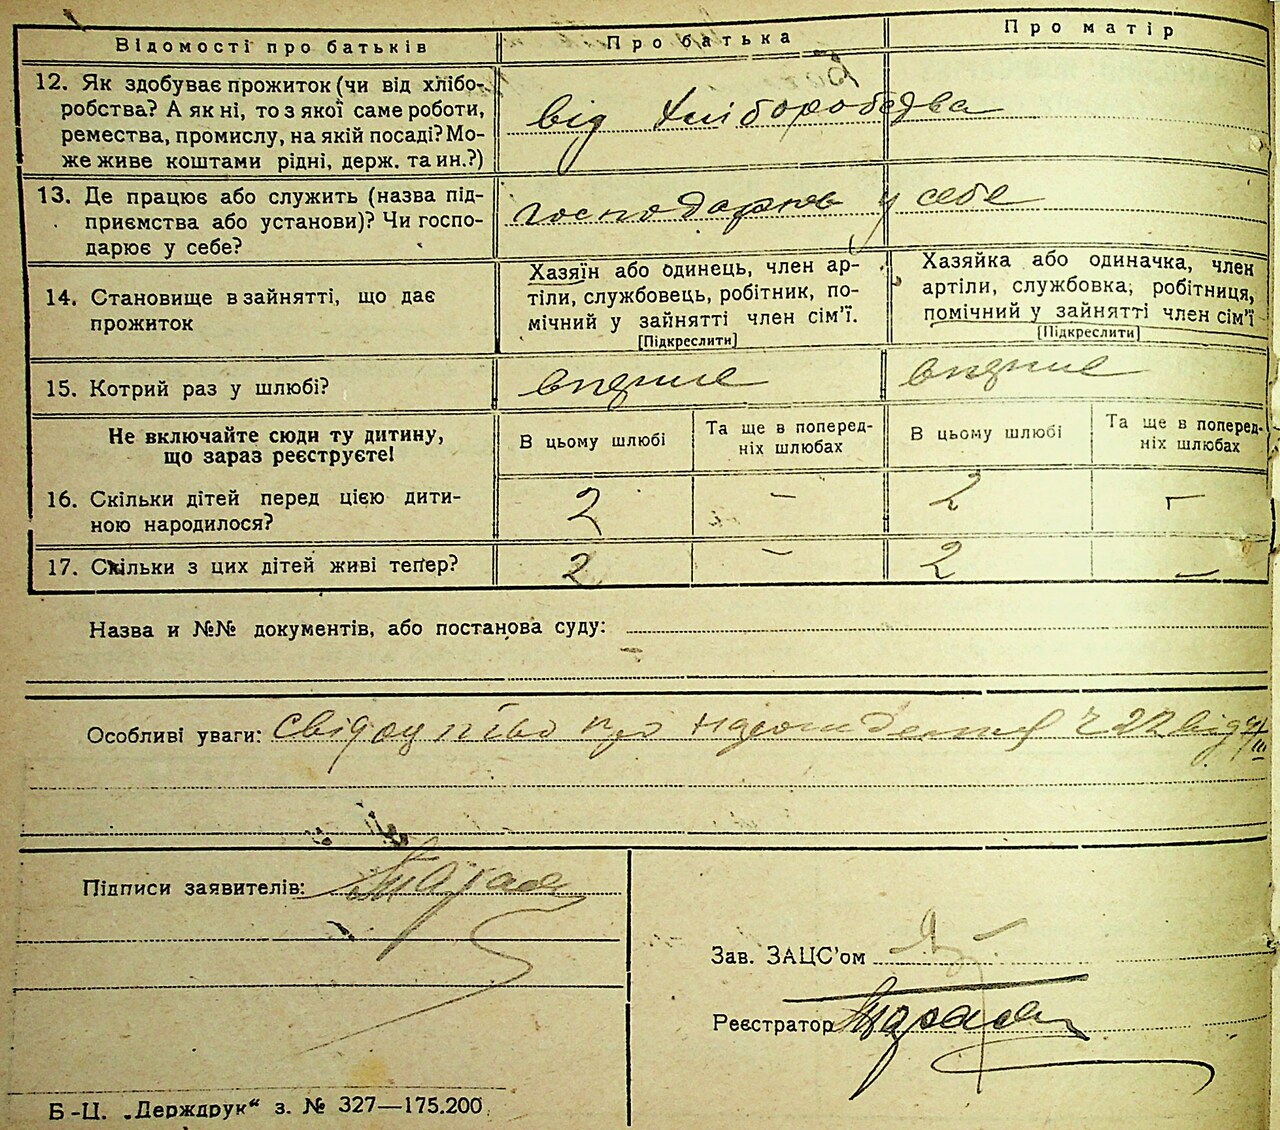 Відомості про батьків Про батька Про матір
12. Як здобуває прожиток (чи від хлібо-
робства? А як ні, то з якої саме роботи,
ремества, промислу, на якій посаді? Мо-
же живе коштами рідні, держ. та ин.?)
від хліборобства
13. Де працює або служить (назва під-
приємства або установи)? Чи госпо-
дарює у себе?
господарює у себе
14. Становище в зайнятті, що дає
прожиток
Хазяїн або одинець, член ар-
тіли, службовець, робітник, по-
мічний у зайнятті член сім'ї.
[Підкреслити]
Хазяйка або одиначка, член
артіли, службовка, робітниця,
помічний у зайнятті член сім'ї
[Підкреслити]
15. Котрий раз у шлюбі? вперше вперше
Не включайте сюди ту дитину,
що зараз реєструєте!
В цьому шлюбі
Та ще в поперед-
ніх шлюбах
В цьому шлюбі
Та ще в поперед-
ніх шлюбах
16. Скільки дітей перед цією дити-
ною народилося?
2 — 2 —
17. Скільки з цих дітей живі тепер? 2 — 2 —
Назва и №№ документів, або постанова суду:
—
Особливі уваги: Свідоцтво про від
Підписи заявителів:
Зав. ЗАЦС'ом
Реєстратор
Б-Ц. „Держдрук“ з. № 327—175.200.